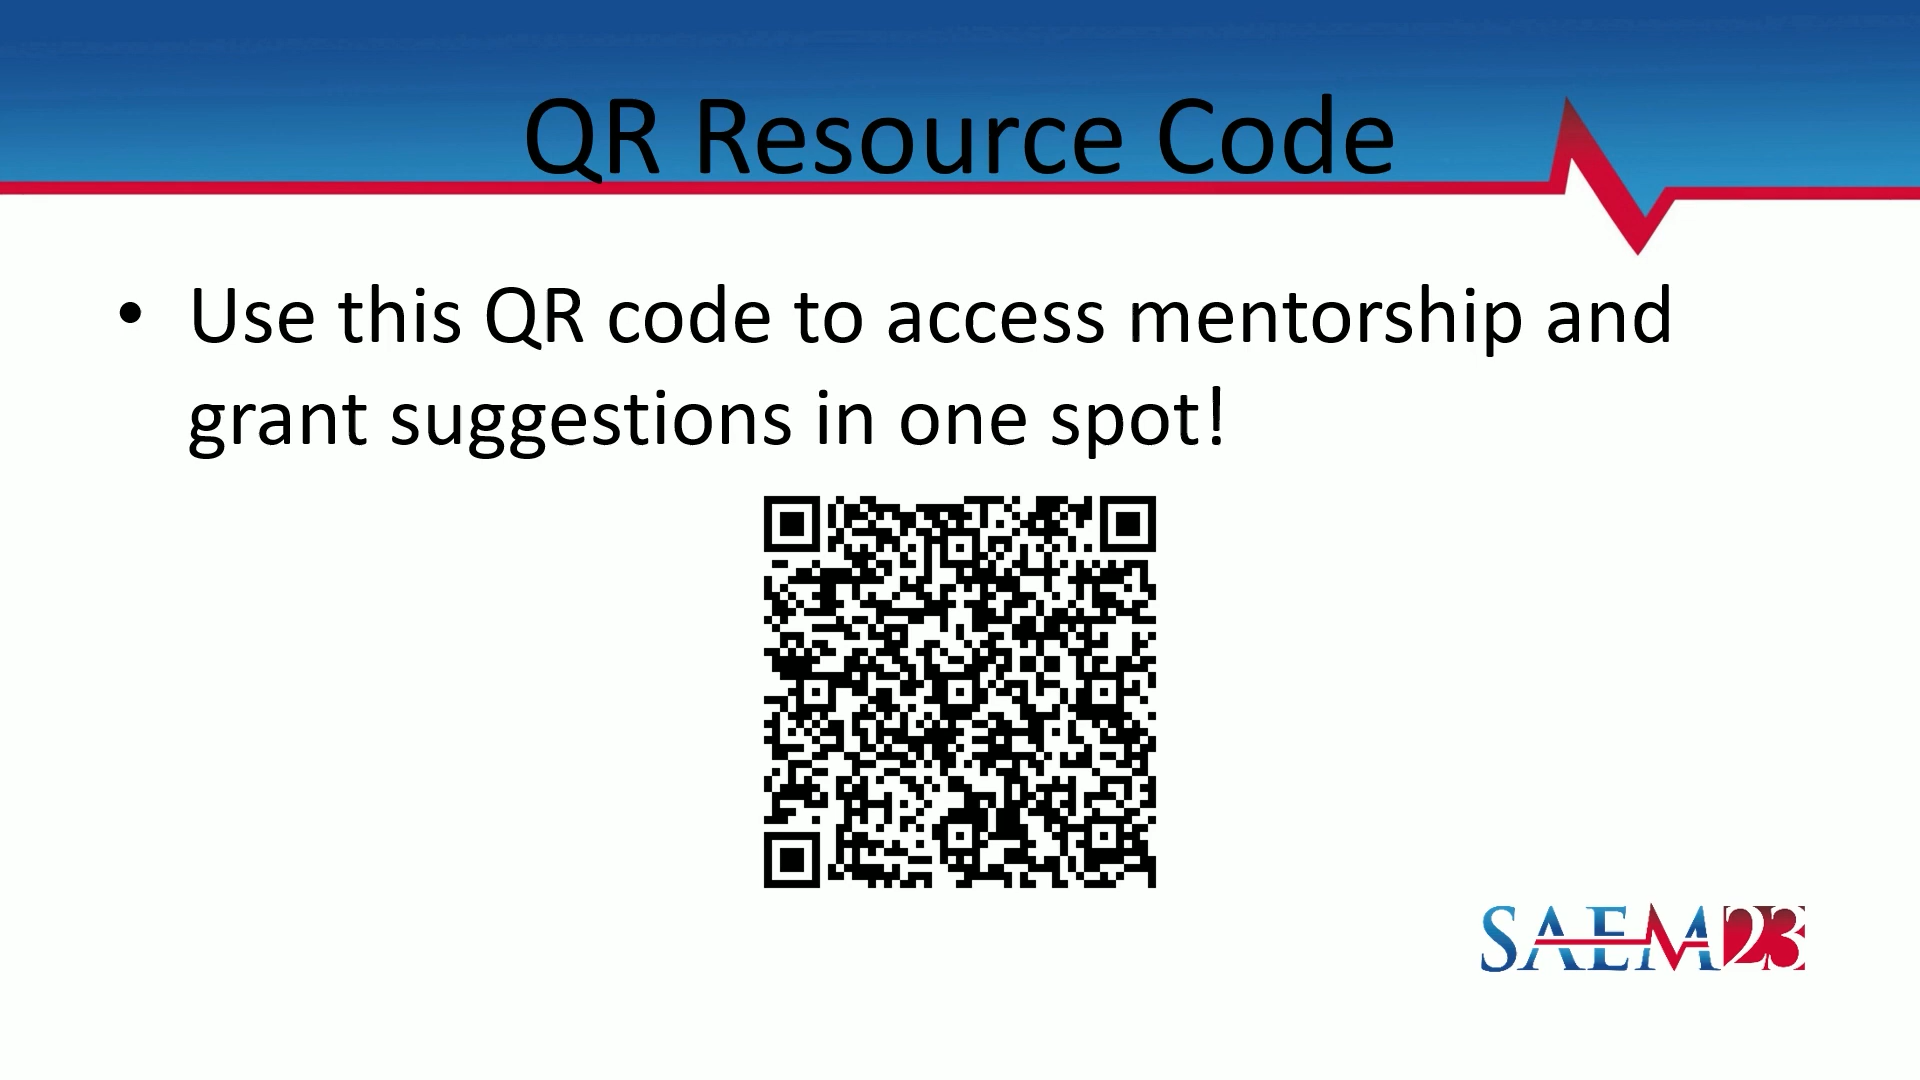 QR Resource Code
• Use this QR code to access mentorship and
grant suggestions in one spot!
SAEM23